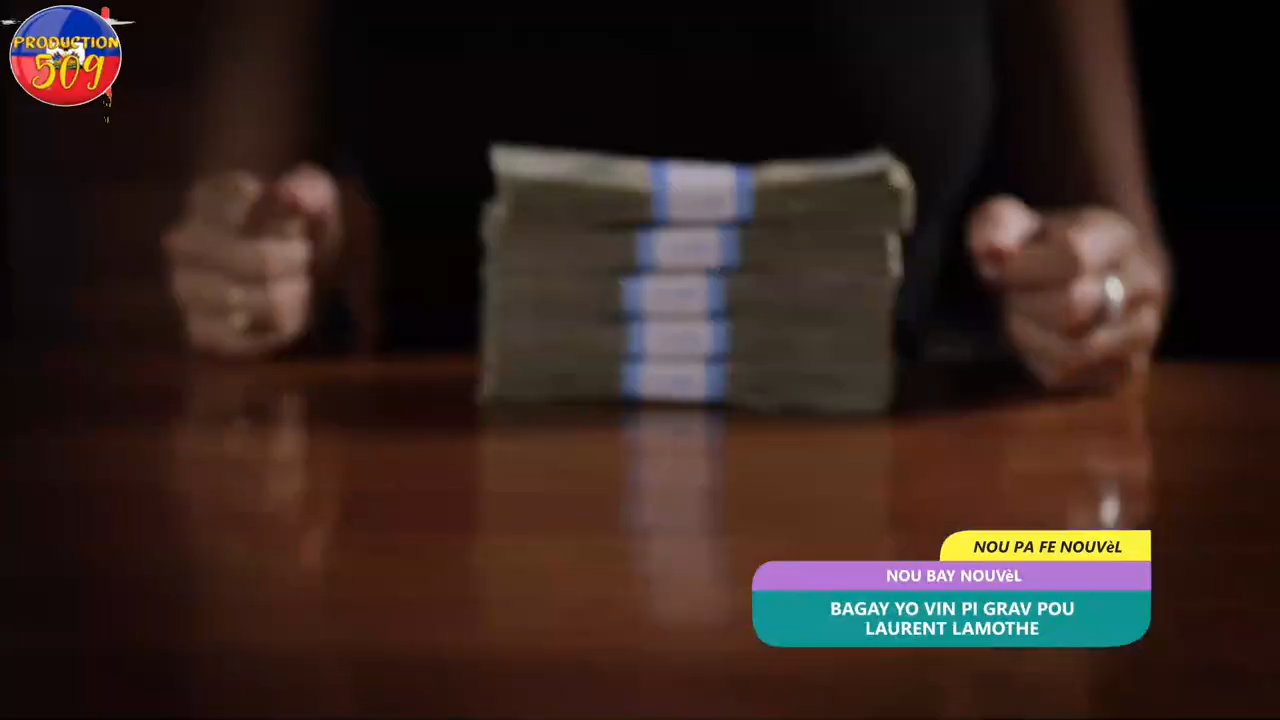 PRODUCTION
509
NOU PA FE NOUVèL
NOU BAY NOUVèL
BAGAY YO VIN PI GRAV POU
LAURENT LAMOTHE